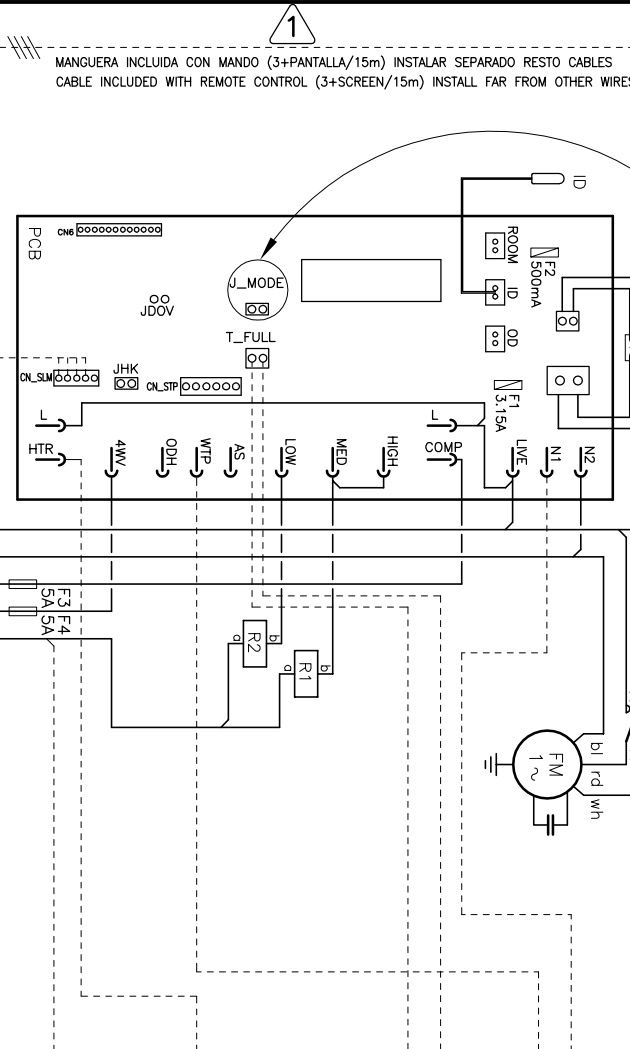 1
MANGUERA INCLUIDA CON MANDO (3+PANTALLA/15m) INSTALAR SEPARADO RESTO CABLES
CABLE INCLUDED WITH REMOTE CONTROL (3+SCREEN/15m) INSTALL FAR FROM OTHER WIRES
ID
PCB
CN6
ROOM
F2
500mA
J_MODE
ID
JDOV
T_FULL
OD
CN_SLM
JHK
CN_STP
F1
3.15A
L
L
HTR
4WV
ODH
WTP
AS
LOW
MED
HIGH
COMP
LIVE
N1
N2
F3
5A
F4
5A
a
R2
b
a
R1
b
FM
1 ~
bl
rd
wh